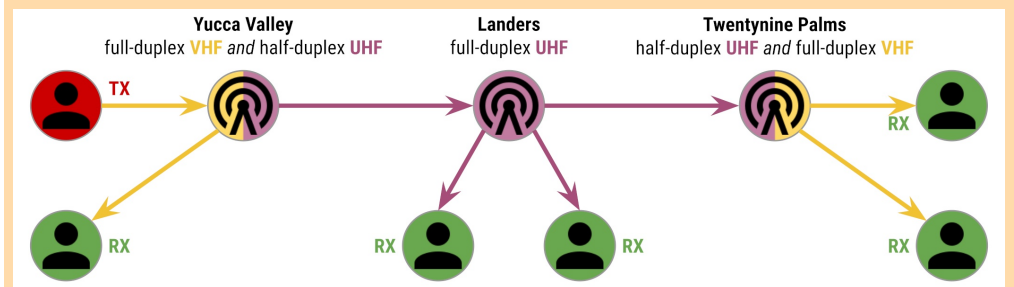 Yucca Valley
full-duplex VHF and half-duplex UHF
Landers
full-duplex UHF
Twentynine Palms
half-duplex UHF and full-duplex VHF
TX
RX
RX
RX
RX
RX